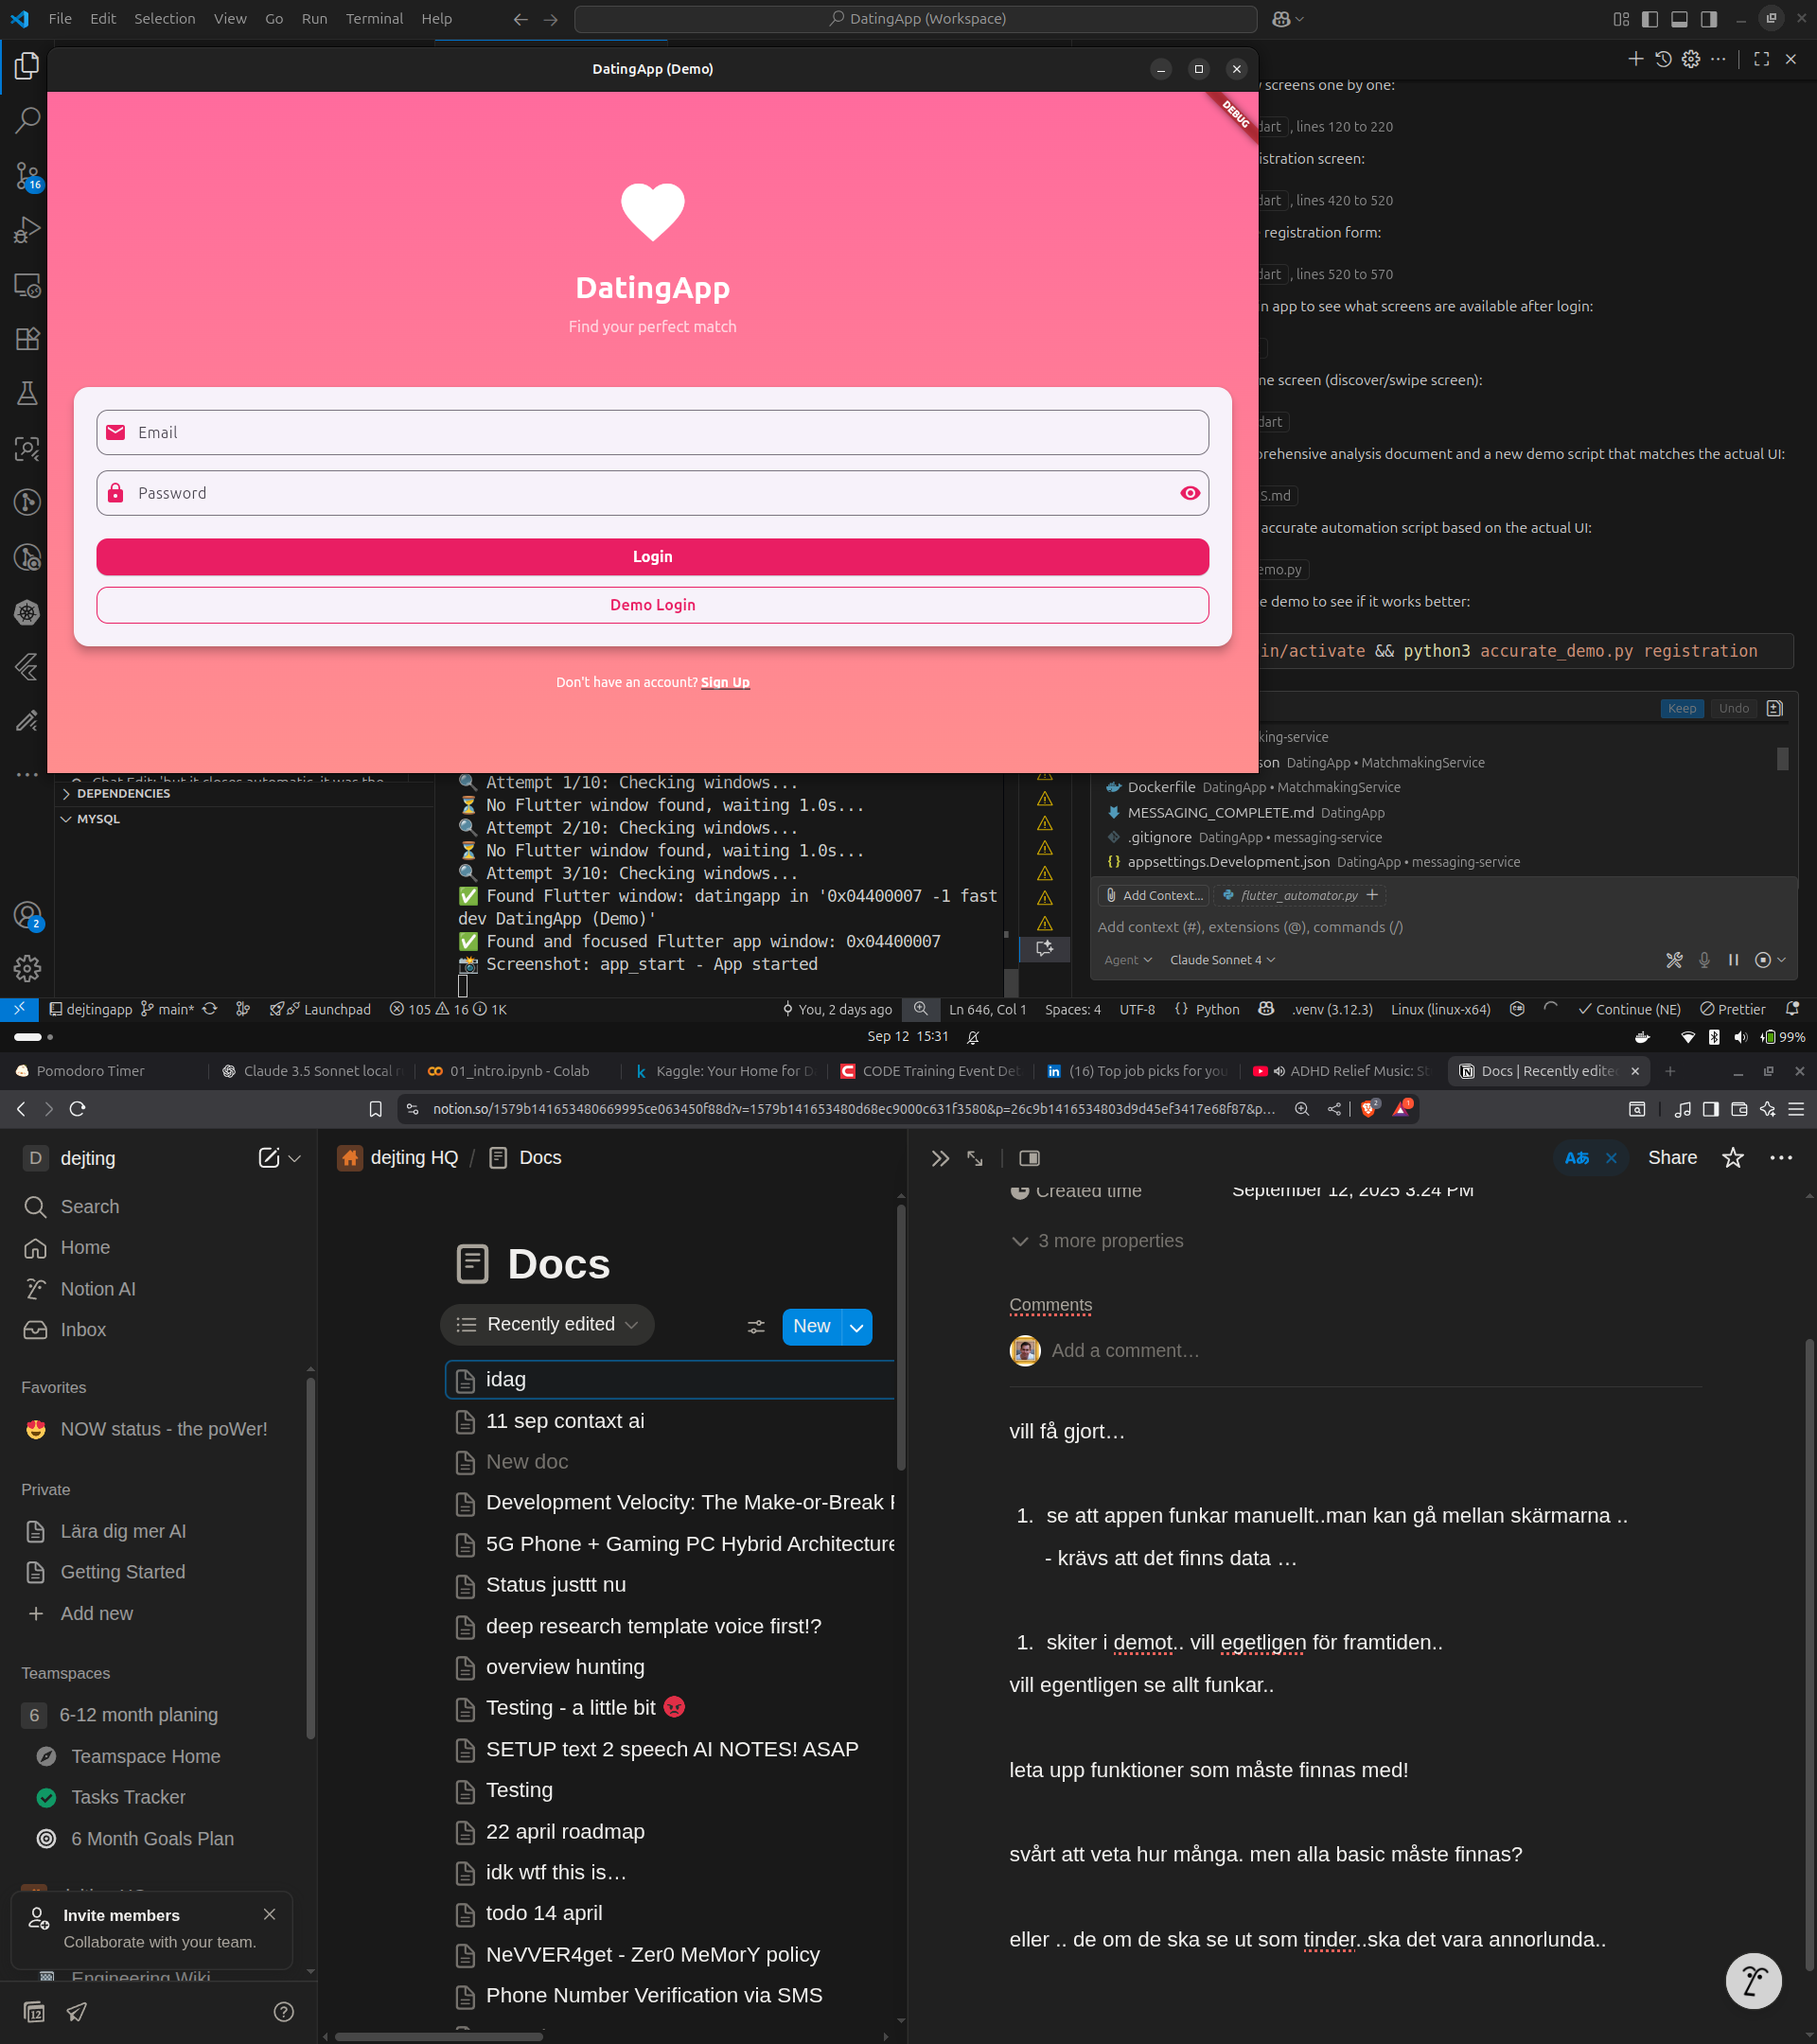 File Edit Selection View Go Run Terminal Help
DatingApp (Workspace)
DatingApp (Demo)
DEBUG
DatingApp
Find your perfect match
Email
Password
Login
Demo Login
Don't have an account? Sign Up
screens one by one:
dart , lines 120 to 220
istration screen:
dart , lines 420 to 520
registration form:
dart , lines 520 to 570
n app to see what screens are available after login:
me screen (discover/swipe screen):
dart
prehensive analysis document and a new demo script that matches the actual UI:
S.md
accurate automation script based on the actual UI:
emo.py
e demo to see if it works better:
in/activate && python3 accurate_demo.py registration
Keep Undo
king-service
son DatingApp • MatchmakingService
Dockerfile DatingApp • MatchmakingService
MESSAGING_COMPLETE.md DatingApp
.gitignore DatingApp • messaging-service
appsettings.Development.json DatingApp • messaging-service
Add Context... flutter_automator.py
Add context (#), extensions (@), commands (/)
Agent Claude Sonnet 4
16
2
DEPENDENCIES
MYSQL
🔍 Attempt 1/10: Checking windows...
⏳ No Flutter window found, waiting 1.0s...
🔍 Attempt 2/10: Checking windows...
⏳ No Flutter window found, waiting 1.0s...
🔍 Attempt 3/10: Checking windows...
✅ Found Flutter window: datingapp in '0x04400007 -1 fast
dev DatingApp (Demo)'
✅ Found and focused Flutter app window: 0x04400007
📸 Screenshot: app_start - App started
dejtingapp main* Launchpad 105 16 1K You, 2 days ago Ln 646, Col 1 Spaces: 4 UTF-8 {} Python .venv (3.12.3) Linux (linux-x64) Continue (NE) Prettier
Sep 12 15:31
99%
Pomodoro Timer Claude 3.5 Sonnet local 01_intro.ipynb - Colab Kaggle: Your Home for CODE Training Event De (16) Top job picks for you ADHD Relief Music: Docs | Recently edited
notion.so/1579b141653480669995ce063450f88d?v=1579b141653480d68ec9000c631f3580&p=26c9b1416534803d9d45ef3417e68f87&p...
2
1
D dejting
Search
Home
Notion AI
Inbox
Favorites
😍 NOW status - the poWer!
Private
Lära dig mer AI
Getting Started
Add new
Teamspaces
6 6-12 month planing
Teamspace Home
Tasks Tracker
6 Month Goals Plan
Invite members
Collaborate with your team.
Engineering Wiki
12
dejting HQ / Docs
Docs
Recently edited
New
idag
11 sep contaxt ai
New doc
Development Velocity: The Make-or-Break
5G Phone + Gaming PC Hybrid Architecture
Status justtt nu
deep research template voice first!?
overview hunting
Testing - a little bit 😡
SETUP text 2 speech AI NOTES! ASAP
Testing
22 april roadmap
idk wtf this is…
todo 14 april
NeVVER4get - Zer0 MeMorY policy
Phone Number Verification via SMS
Aあ Share
Created time September 12, 2025 3:24 PM
3 more properties
Comments
Add a comment…
vill få gjort…
1. se att appen funkar manuellt..man kan gå mellan skärmarna ..
- krävs att det finns data …
1. skiter i demot.. vill egetligen för framtiden..
vill egentligen se allt funkar..
leta upp funktioner som måste finnas med!
svårt att veta hur många. men alla basic måste finnas?
eller .. de om de ska se ut som tinder..ska det vara annorlunda..